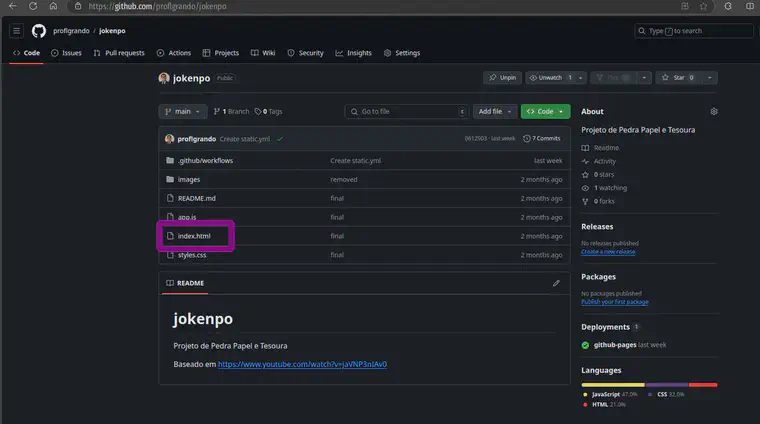 https://github.com/proflgrando/jokenpo
proflgrando / jokenpo
Type / to search
Code Issues Pull requests Actions Projects Wiki Security Insights Settings
jokenpo Public
Unpin Unwatch 1 Star 0
main 1 Branch 0 Tags Go to file Add file Code
proflgrando Create static.yml last week 7 Commits
.github/workflows Create static.yml last week
images removed 2 months ago
README.md final 2 months ago
app.js final 2 months ago
index.html final 2 months ago
styles.css final 2 months ago
README
jokenpo
Projeto de Pedra Papel e Tesoura
Baseado em https://www.youtube.com/watch?v=jaVNP3nIAv0
About
Projeto de Pedra Papel e Tesoura
Readme
Activity
0 stars
1 watching
0 forks
Releases
No releases published
Create a new release
Packages
No packages published
Publish your first package
Deployments 1
github-pages last week
Languages
JavaScript 47.0% CSS 32.0%
HTML 21.0%